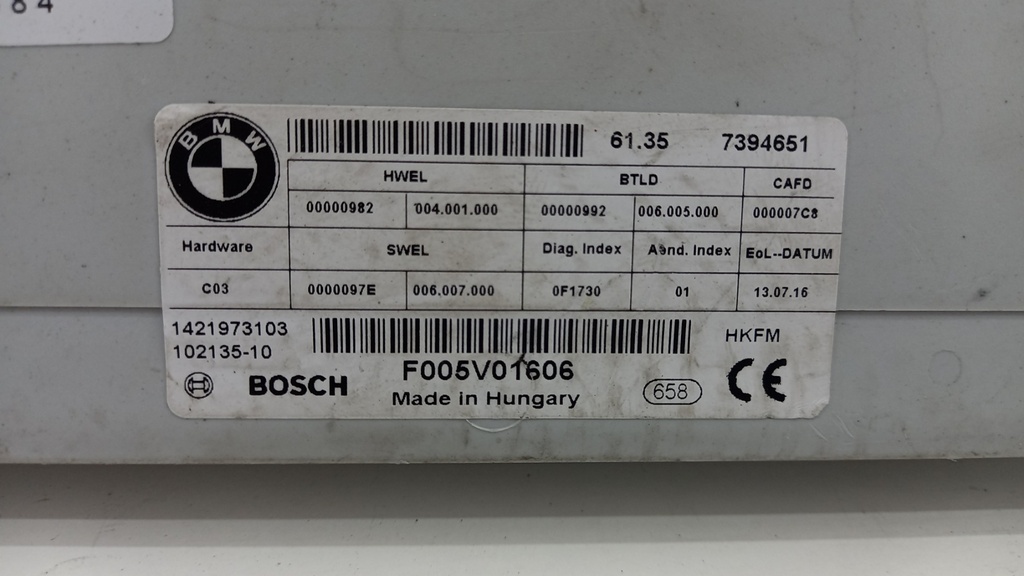 84
BMW
61.35 7394651
HWEL BTLD CAFD
00000982 004.001.000 00000992 006.005.000 000007C8
Hardware SWEL Diag. Index Aend. Index EoL--DATUM
C03 0000097E 006.007.000 0F1730 01 13.07.16
1421973103 HKFM
102135-10
F005V01606
BOSCH Made in Hungary 658 CE